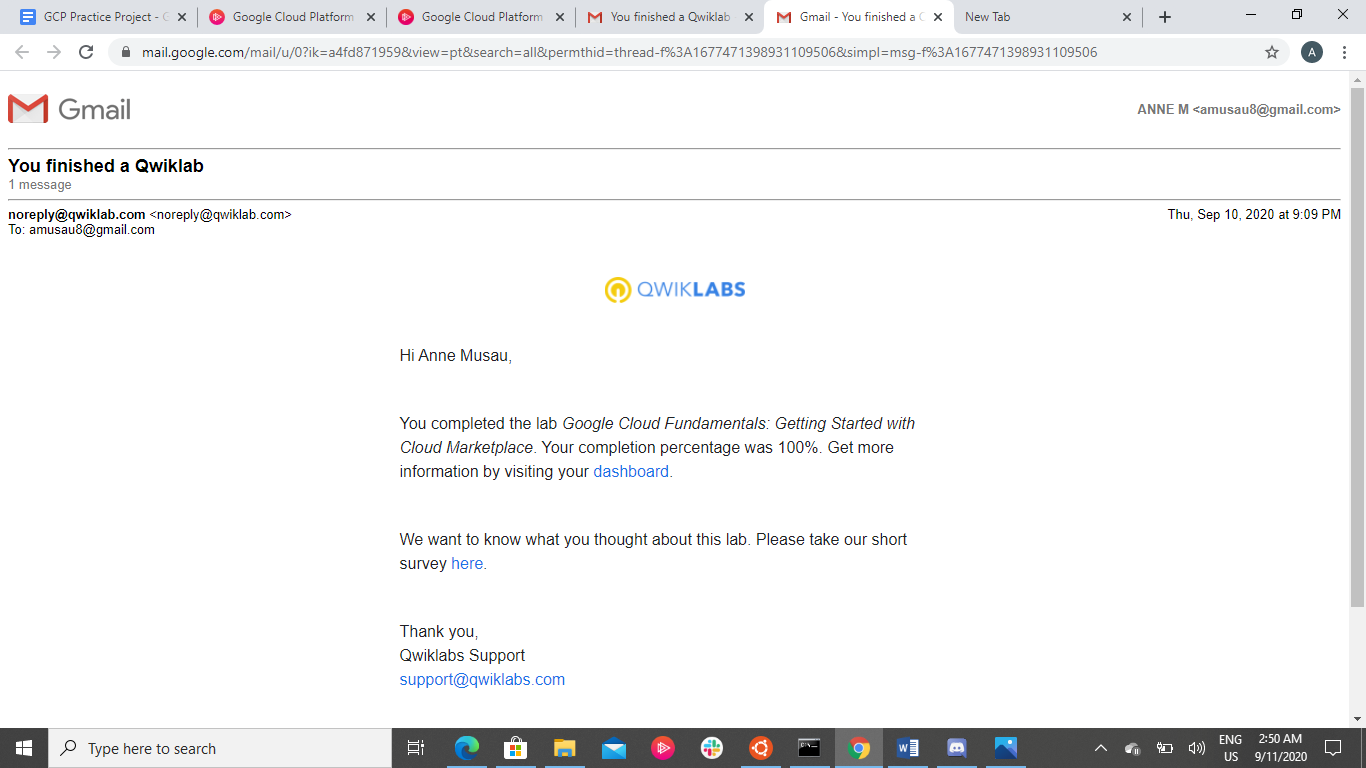 GCP Practice Project - G
Google Cloud Platform
Google Cloud Platform
You finished a Qwiklab
Gmail - You finished a Q
New Tab
mail.google.com/mail/u/0?ik=a4fd871959&view=pt&search=all&permthid=thread-f%3A1677471398931109506&simpl=msg-f%3A1677471398931109506
A
Gmail
ANNE M <amusau8@gmail.com>
You finished a Qwiklab
1 message
noreply@qwiklab.com <noreply@qwiklab.com>
Thu, Sep 10, 2020 at 9:09 PM
To: amusau8@gmail.com
QWIKLABS
Hi Anne Musau,
You completed the lab Google Cloud Fundamentals: Getting Started with
Cloud Marketplace. Your completion percentage was 100%. Get more
information by visiting your dashboard.
We want to know what you thought about this lab. Please take our short
survey here.
Thank you,
Qwiklabs Support
support@qwiklabs.com
Type here to search
ENG
US
2:50 AM
9/11/2020